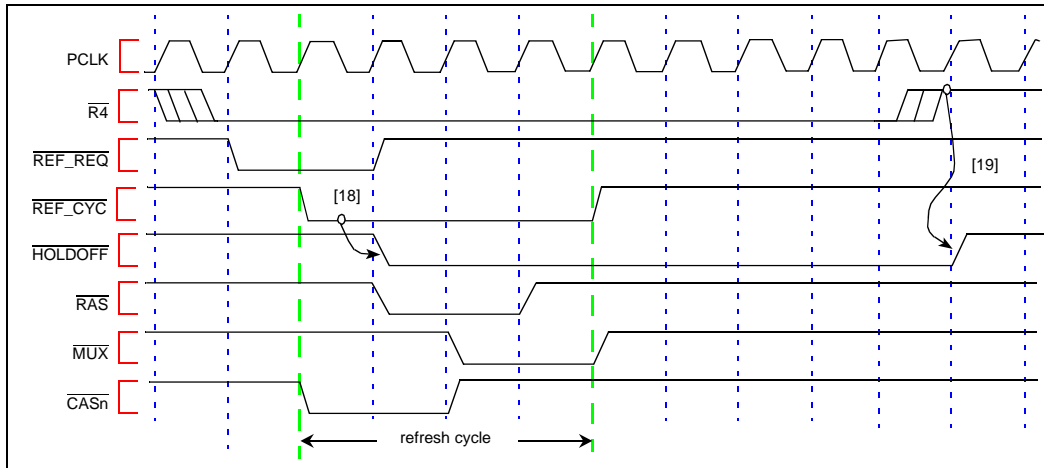 PCLK
R4
REF_REQ
[18]
[19]
REF_CYC
HOLDOFF
RAS
MUX
CASn
refresh cycle